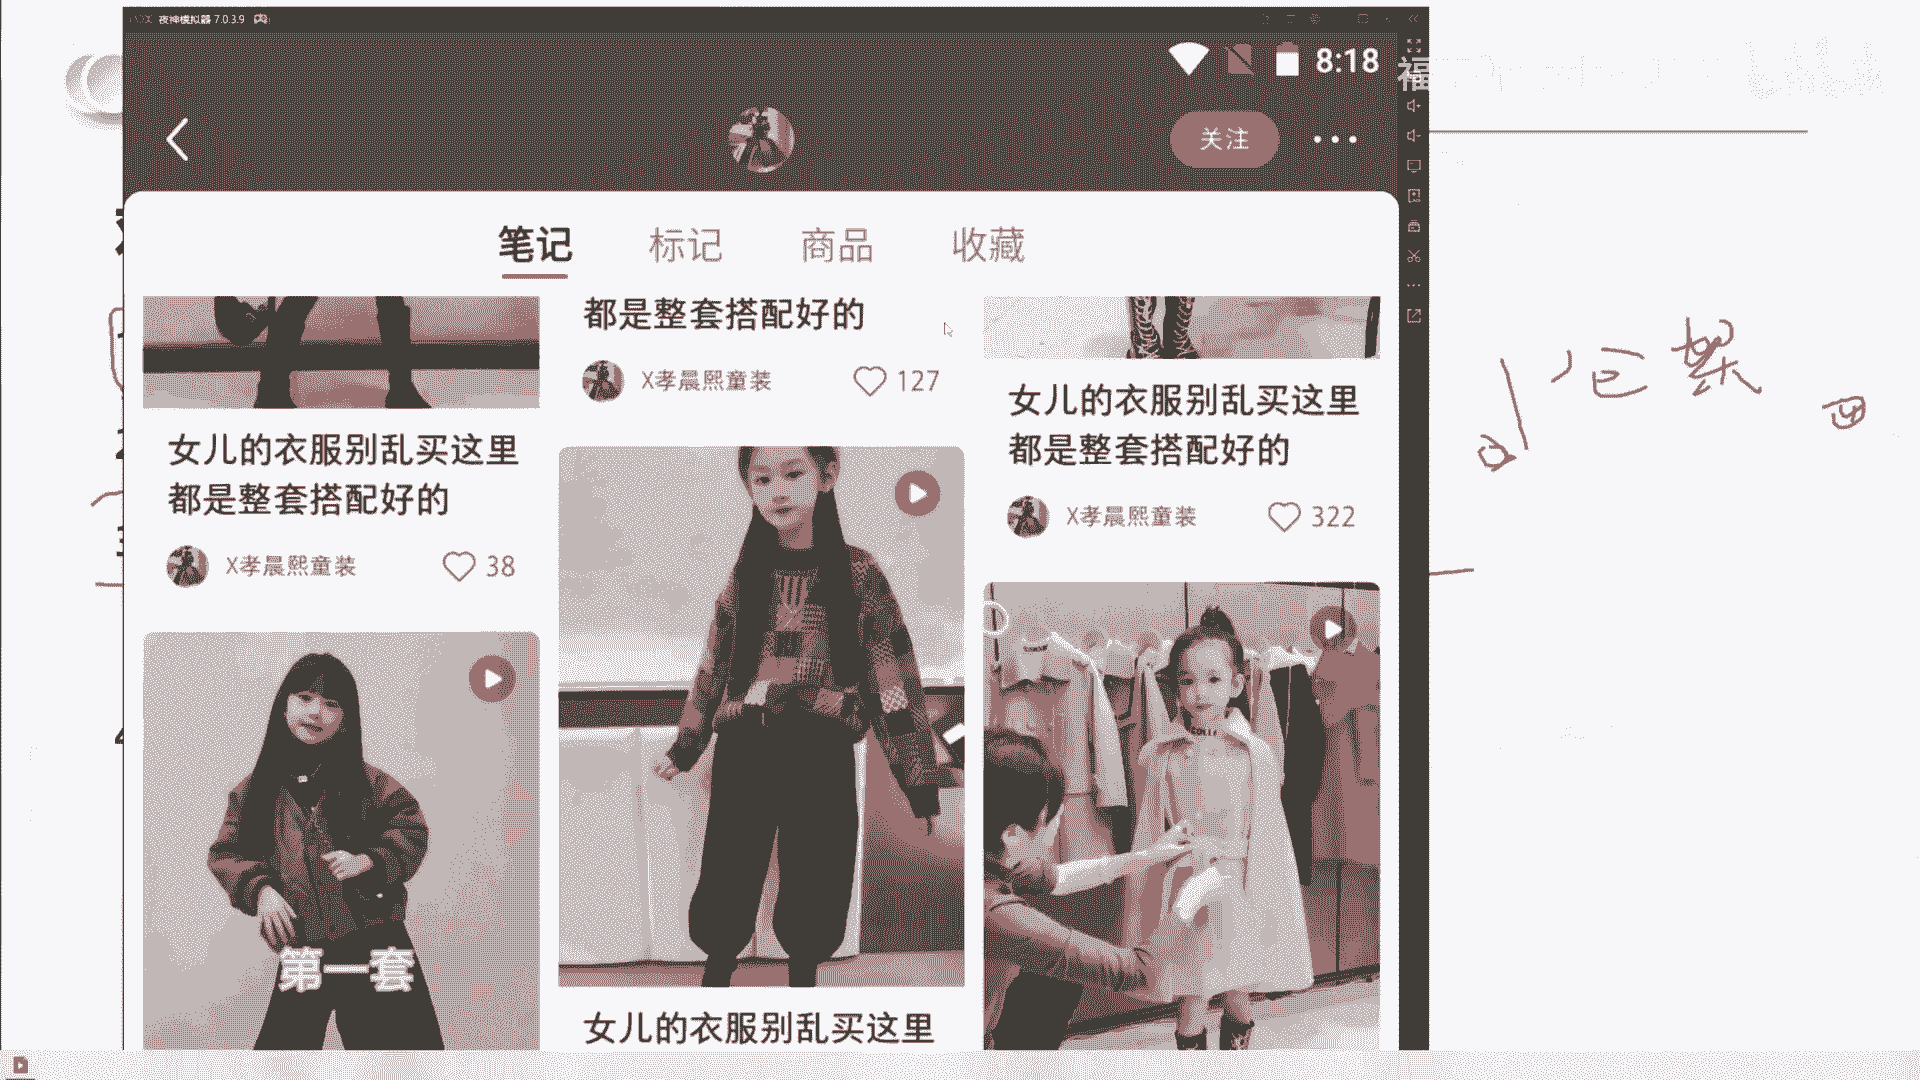 夜神模拟器 7.0.3.9
8:18
福
关注
笔记
标记
商品
收藏
都是整套搭配好的
X孝晨熙童装
127
女儿的衣服别乱买这里
都是整套搭配好的
X孝晨熙童装
322
女儿的衣服别乱买这里
都是整套搭配好的
X孝晨熙童装
38
第一套
女儿的衣服别乱买这里